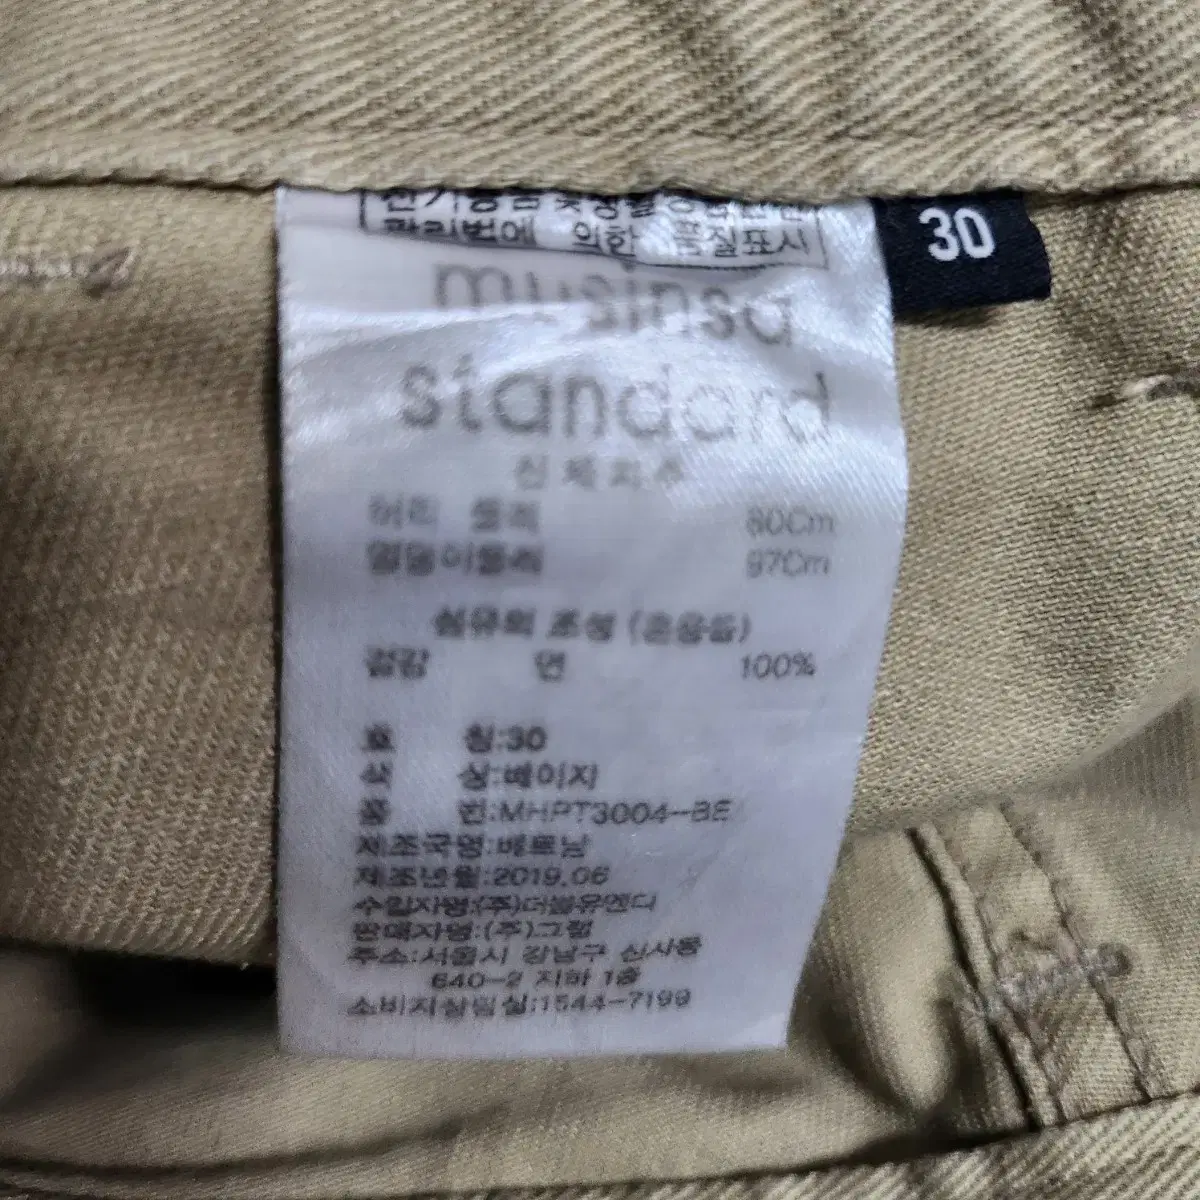 관리법에 의한 품질표시
30
musinsa
standard
신체치수
허리 둘레 80Cm
엉덩이둘레 97Cm
섬유의 조성 (혼용율)
겉감 면 100%
호 칭:30
색 상:베이지
품 번:MHPT3004-BE
제조국명:베트남
제조년월:2019.06
수입자명:(주)더블유엔디
판매자명:(주)그랩
주소:서울시 강남구 신사동
640-2 지하 1층
소비자상담실:1544-7199